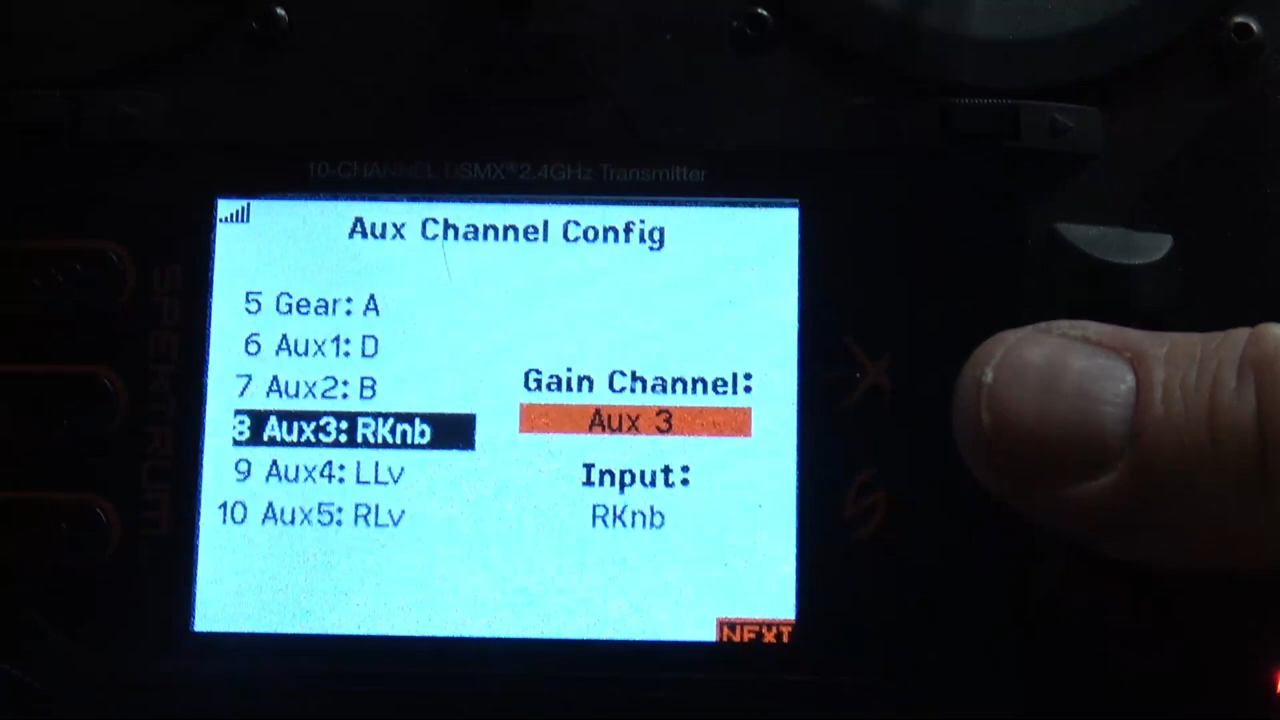 10-CHANNEL DSMX® 2.4GHz Transmitter
Aux Channel Config
5 Gear: A
6 Aux1: D
7 Aux2: B
8 Aux3: RKnb
9 Aux4: LLv
10 Aux5: RLv
Gain Channel:
Aux 3
Input:
RKnb
NEXT
SPEKTRUM